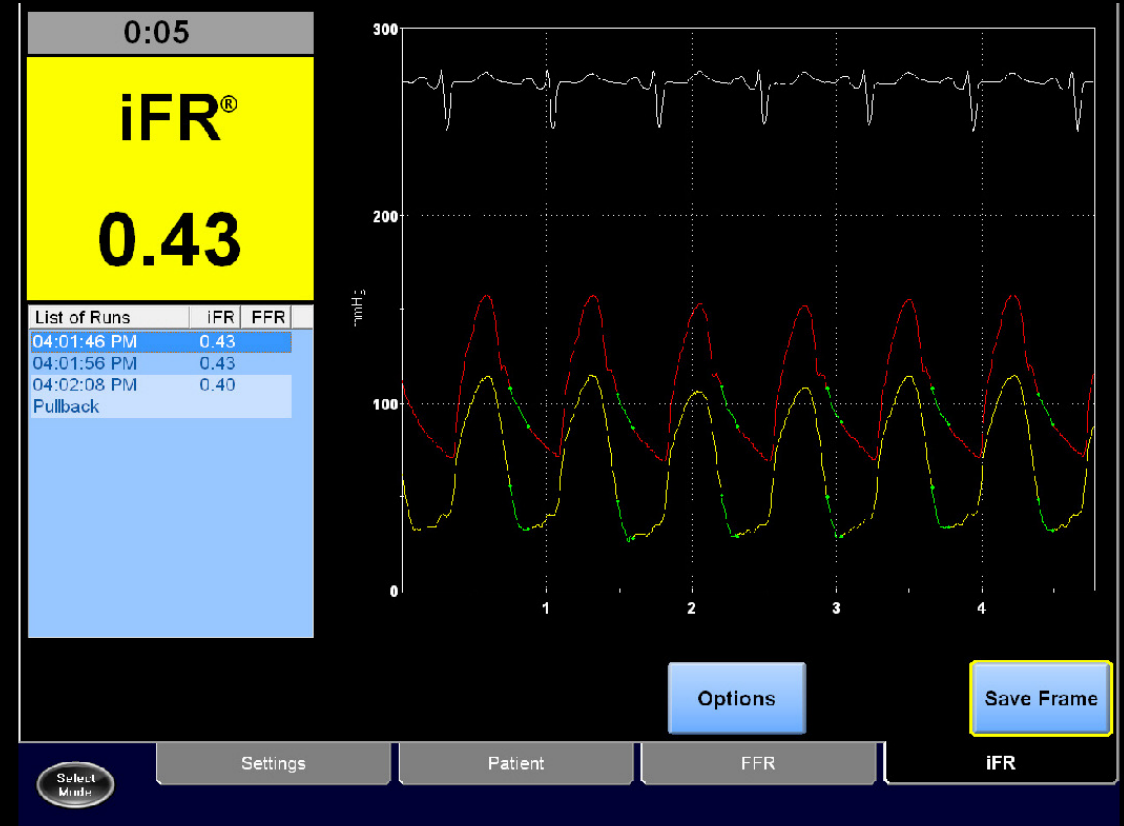 0:05
iFR®
0.43
List of Runs iFR FFR
04:01:46 PM 0.43
04:01:56 PM 0.43
04:02:08 PM 0.40
Pullback
300
200
100
0
mmHg
1 2 3 4
Options
Save Frame
Select
Mode
Settings Patient FFR iFR